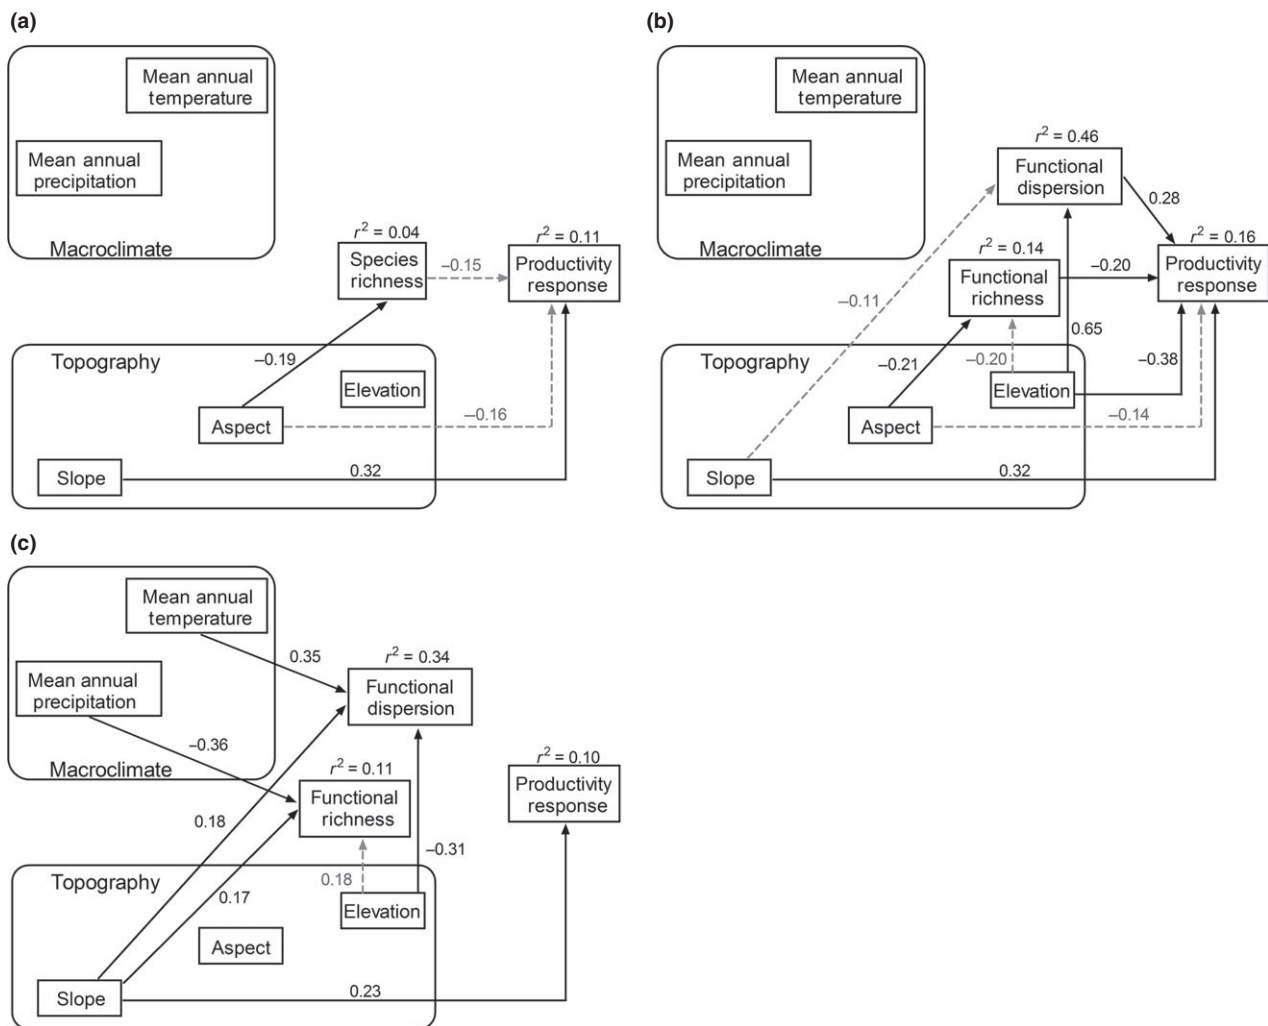 (a)
Mean annual
temperature
Mean annual
precipitation
Macroclimate
r² = 0.04
Species
richness
–0.15
r² = 0.11
Productivity
response
–0.19
Topography
Elevation
Aspect
–0.16
Slope
0.32
(b)
Mean annual
temperature
Mean annual
precipitation
Macroclimate
r² = 0.46
Functional
dispersion
0.28
r² = 0.14
Functional
richness
–0.20
r² = 0.16
Productivity
response
–0.11
0.65
–0.38
–0.21
–0.20
Topography
Elevation
Aspect
–0.14
Slope
0.32
(c)
Mean annual
temperature
0.35
Mean annual
precipitation
–0.36
Macroclimate
r² = 0.34
Functional
dispersion
r² = 0.11
Functional
richness
r² = 0.10
Productivity
response
0.18
–0.31
Topography
0.17
0.18
Elevation
Aspect
Slope
0.23